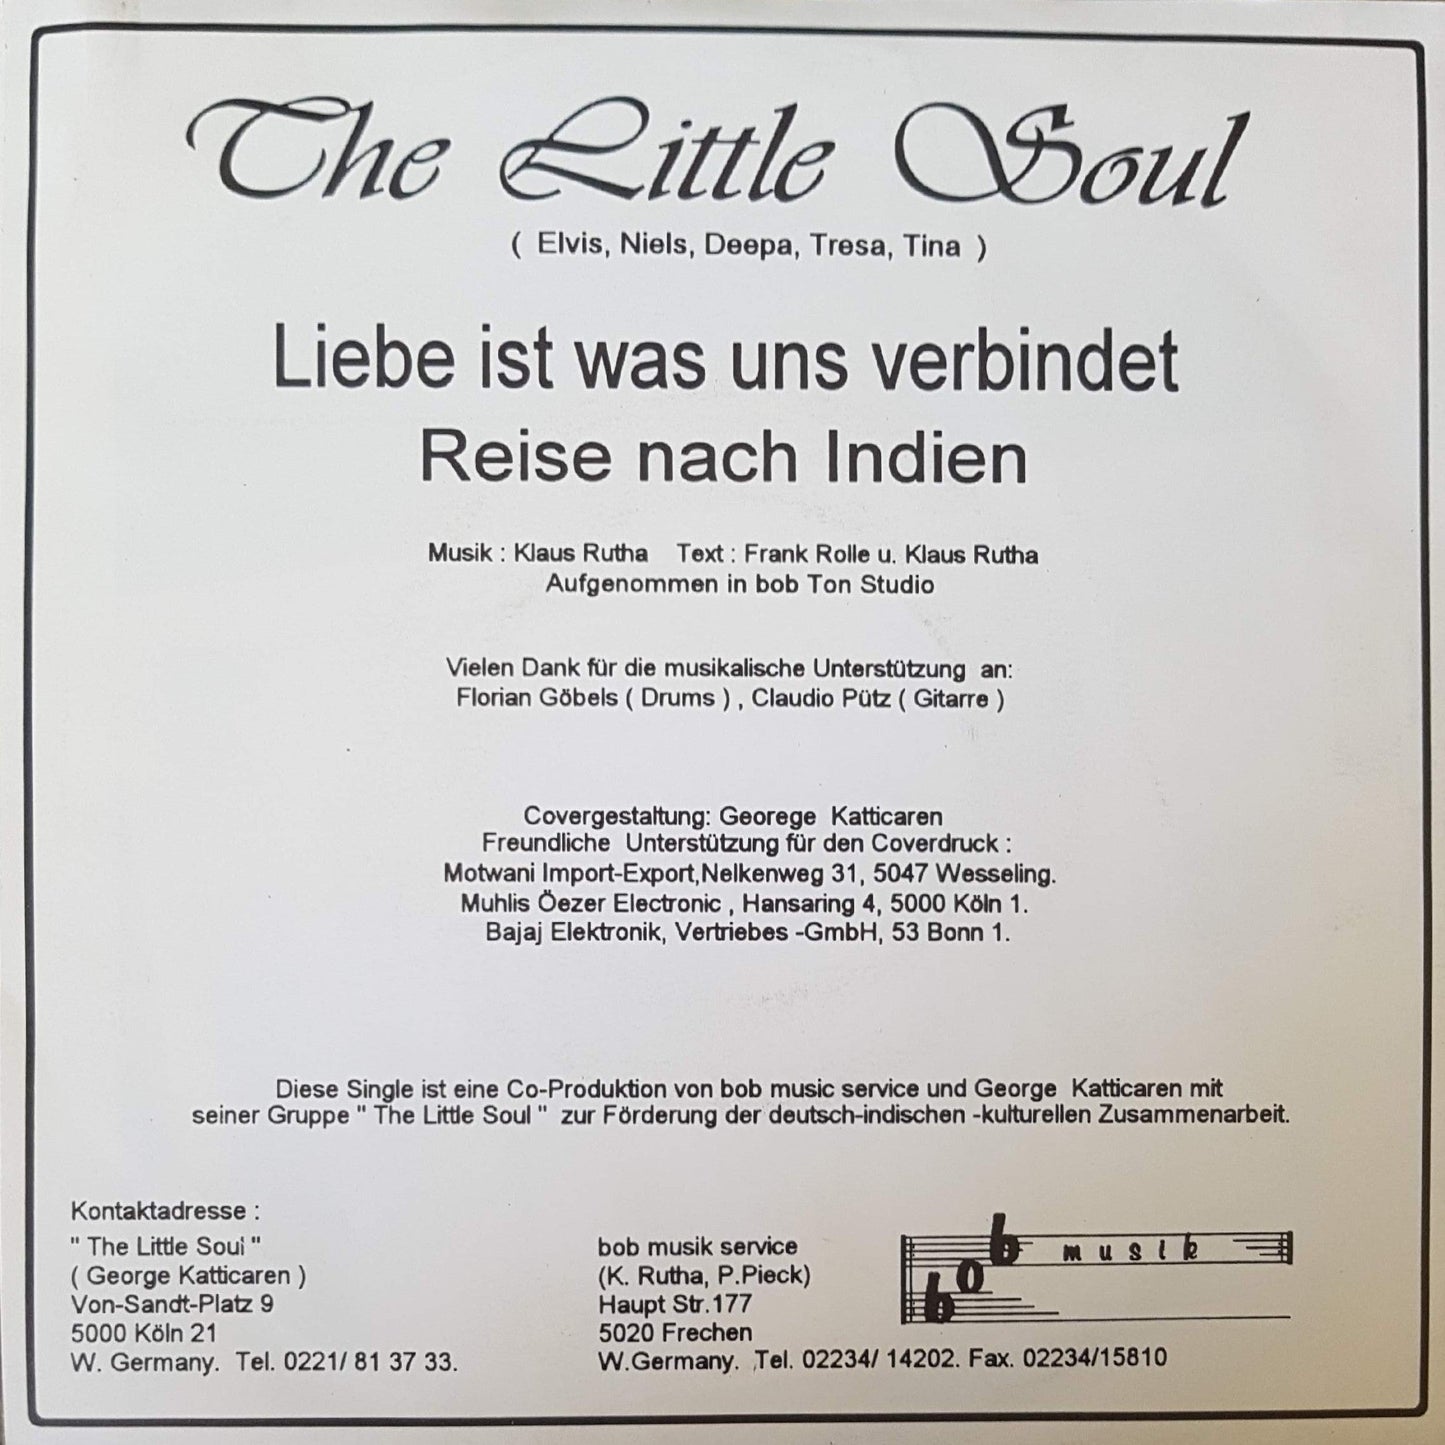 The Little Soul
( Elvis, Niels, Deepa, Tresa, Tina )
Liebe ist was uns verbindet
Reise nach Indien
Musik : Klaus Rutha Text : Frank Rolle u. Klaus Rutha
Aufgenommen in bob Ton Studio
Vielen Dank für die musikalische Unterstützung an:
Florian Göbels ( Drums ) , Claudio Pütz ( Gitarre )
Covergestaltung: Georege Katticaren
Freundliche Unterstützung für den Coverdruck :
Motwani Import-Export,Nelkenweg 31, 5047 Wesseling.
Muhlis Öezer Electronic , Hansaring 4, 5000 Köln 1.
Bajaj Elektronik, Vertriebes -GmbH, 53 Bonn 1.
Diese Single ist eine Co-Produktion von bob music service und George Katticaren mit
seiner Gruppe " The Little Soul " zur Förderung der deutsch-indischen -kulturellen Zusammenarbeit.
Kontaktadresse :
" The Little Soul "
( George Katticaren )
Von-Sandt-Platz 9
5000 Köln 21
W. Germany. Tel. 0221/ 81 37 33.
bob musik service
(K. Rutha, P.Pieck)
Haupt Str.177
5020 Frechen
W.Germany. Tel. 02234/ 14202. Fax. 02234/15810
bob musik